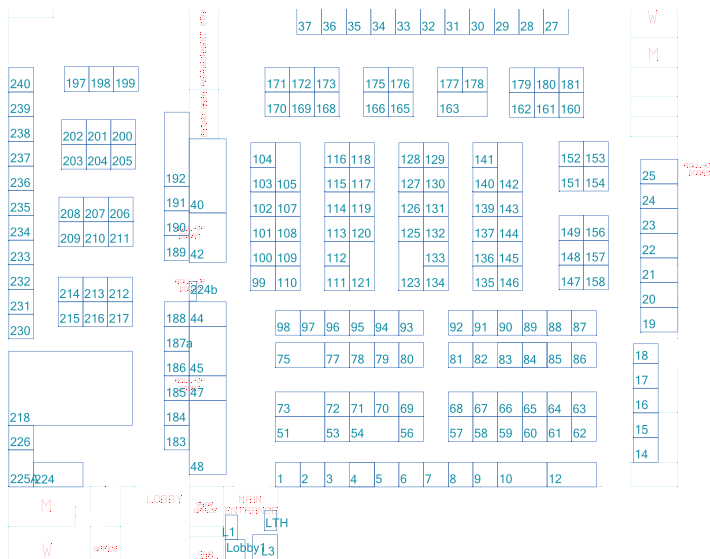 37 36 35 34 33 32 31 30 29 28 27
W
M
240 197 198 199 171 172 173 175 176 177 178 179 180 181
239 170 169 168 166 165 163 162 161 160
238 202 201 200
237 203 204 205 104 116 118 128 129 141 152 153
236 192 103 105 115 117 127 130 140 142 151 154 25
235 208 207 206 191 40 102 107 114 119 126 131 139 143 24
234 209 210 211 190 101 108 113 120 125 132 137 144 149 156 23
233 189 42 100 109 112 133 136 145 148 157 22
232 214 213 212 224b 99 110 111 121 123 134 135 146 147 158 21
231 20
230 215 216 217 188 44 98 97 96 95 94 93 92 91 90 89 88 87 19
187a
186 45 75 77 78 79 80 81 82 83 84 85 86 18
185 47 17
218 184 73 72 71 70 69 68 67 66 65 64 63 16
226 183 51 53 54 56 57 58 59 60 61 62 15
48 14
225A 224 1 2 3 4 5 6 7 8 9 10 12
M LOBBY MAIN
ENTRANCE
L1 LTH
W Lobby1 L3